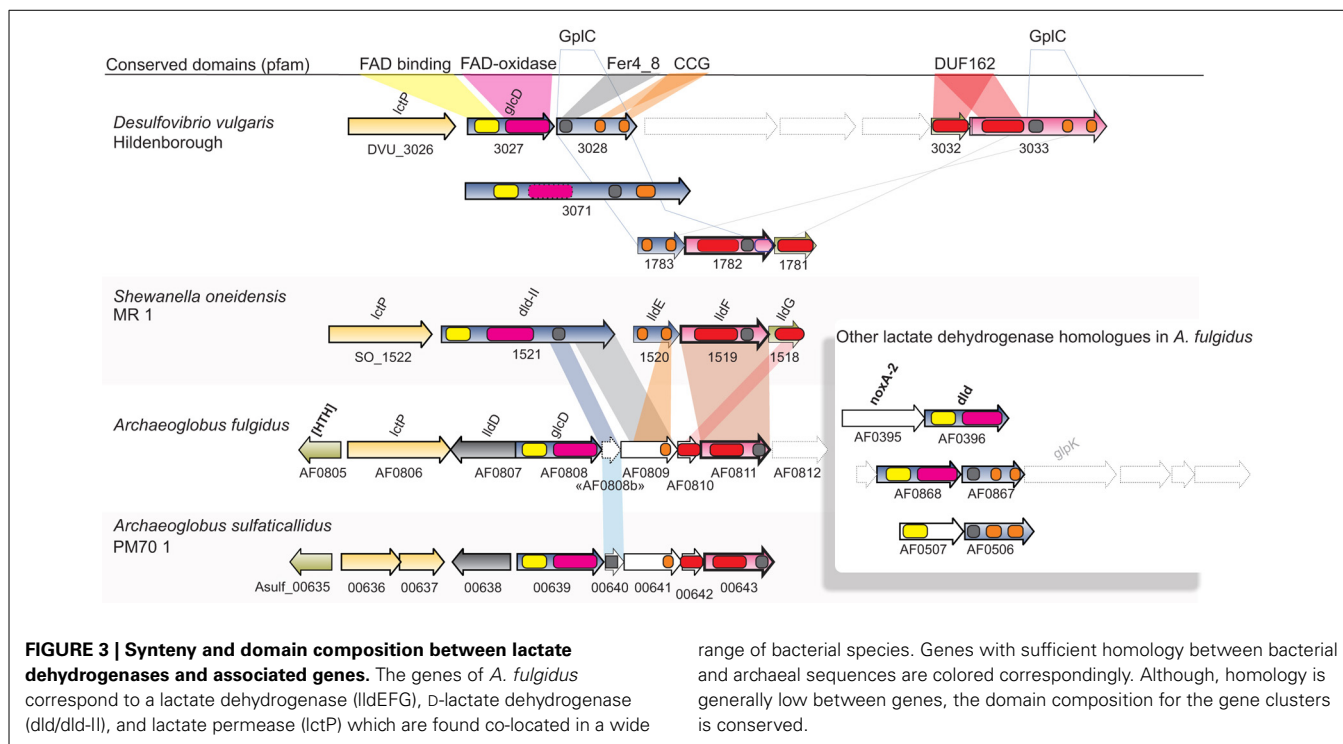 GplC GplC
Conserved domains (pfam) FAD binding FAD-oxidase Fer4_8 CCG DUF162
lctP glcD
Desulfovibrio vulgaris
Hildenborough
DVU_3026 3027 3028 3032 3033
3071
1783 1782 1781
Shewanella oneidensis
MR 1
lctP dld-II lldE lldF lldG
SO_1522 1521 1520 1519 1518
Other lactate dehydrogenase homologues in A. fulgidus
noxA-2 dld
AF0395 AF0396
glpK
AF0868 AF0867
AF0507 AF0506
Archaeoglobus fulgidus
[HTH] lctP lldD glcD
AF0805 AF0806 AF0807 AF0808 AF0809 AF0811 AF0812
«AF0808b» AF0810
Archaeoglobus sulfaticallidus
PM70 1
Asulf_00635 00636 00637 00638 00639 00640 00641 00642 00643
FIGURE 3 | Synteny and domain composition between lactate
dehydrogenases and associated genes. The genes of A. fulgidus
correspond to a lactate dehydrogenase (lldEFG), D-lactate dehydrogenase
(dld/dld-II), and lactate permease (lctP) which are found co-located in a wide
range of bacterial species. Genes with sufficient homology between bacterial
and archaeal sequences are colored correspondingly. Although, homology is
generally low between genes, the domain composition for the gene clusters
is conserved.